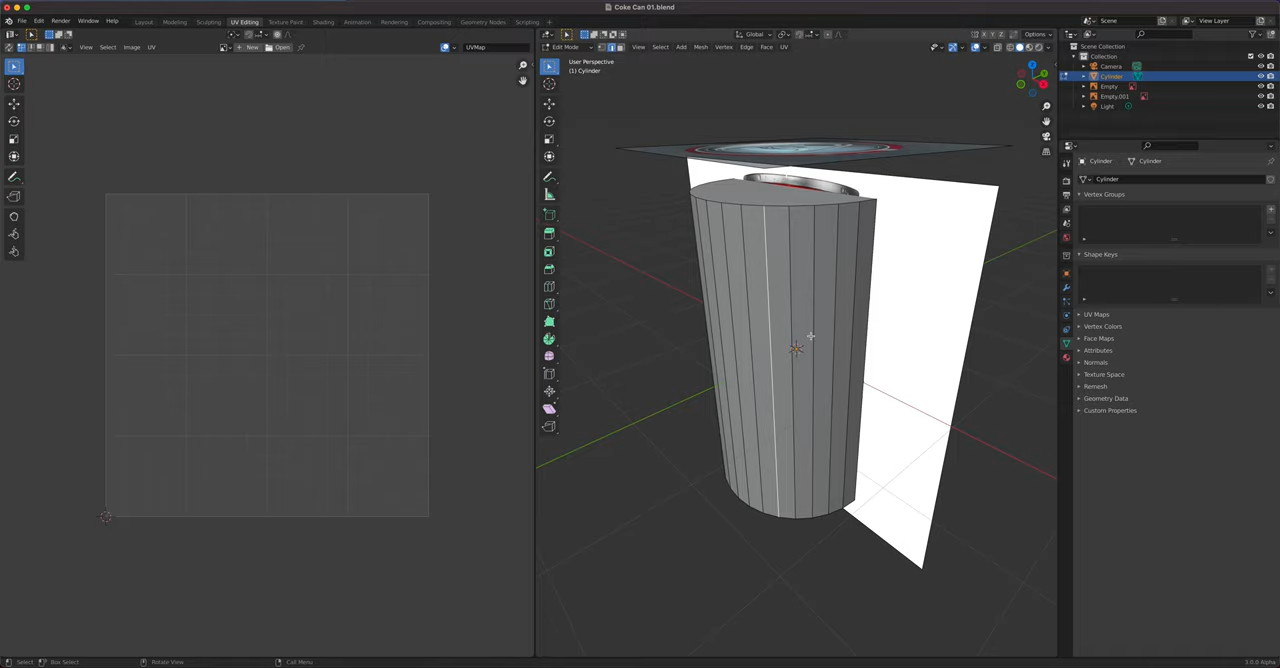 Coke Can 01.blend
File Edit Render Window Help Layout Modeling Sculpting UV Editing Texture Paint Shading Animation Rendering Compositing Geometry Nodes Scripting + Scene View Layer
Global Options
View Select Image UV New Open UVMap Edit Mode View Select Add Mesh Vertex Edge Face UV X Y Z
Scene Collection
Collection
User Perspective
(1) Cylinder
Camera
Cylinder
Empty
Empty.001
Light
Cylinder Cylinder
Cylinder
Vertex Groups
Shape Keys
UV Maps
Vertex Colors
Face Maps
Attributes
Normals
Texture Space
Remesh
Geometry Data
Custom Properties
Select Box Select Rotate View Call Menu 3.0.0 Alpha